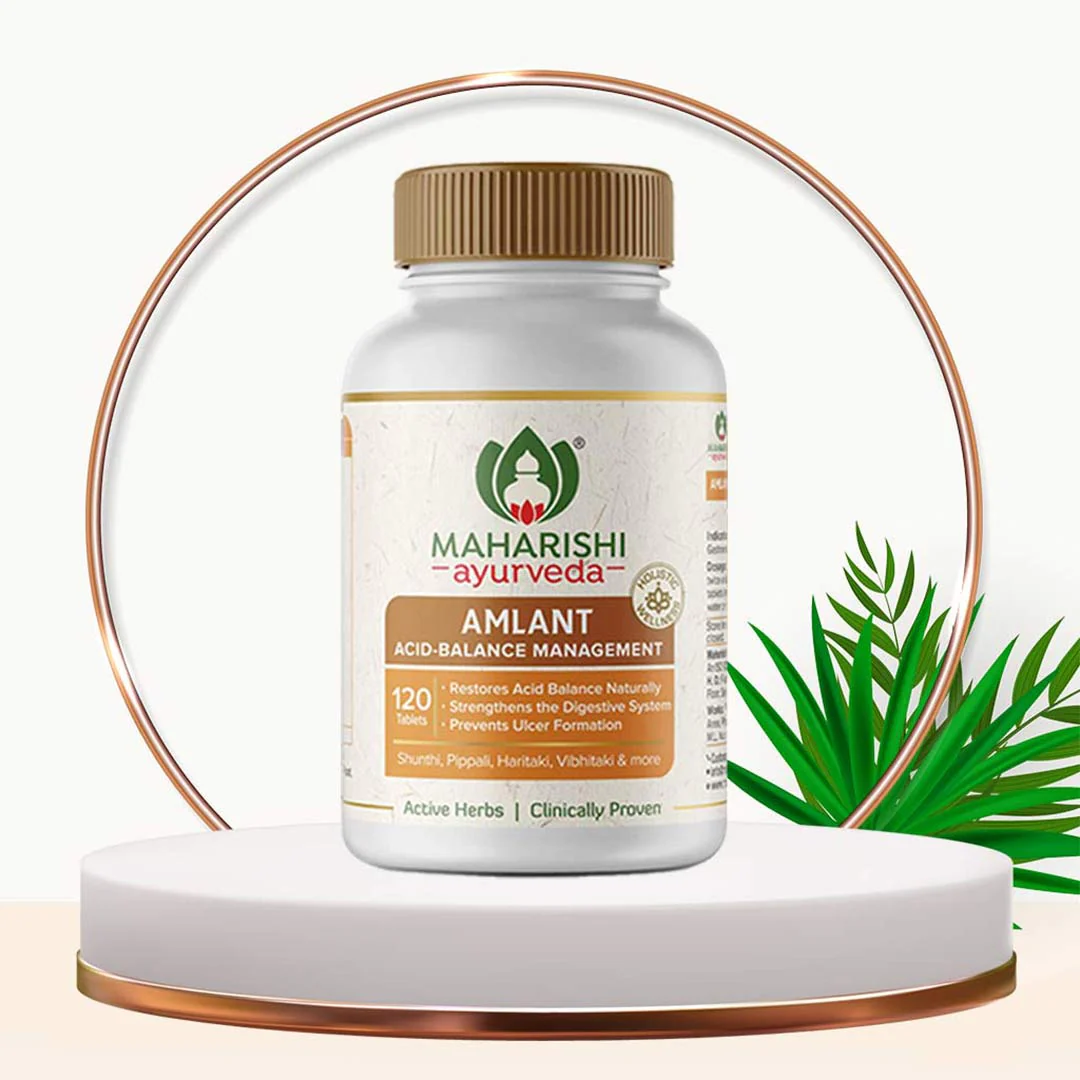 MAHARISHI
ayurveda
HOLISTIC
WELLNESS
AMLANT
ACID-BALANCE MANAGEMENT
120
Tablets
• Restores Acid Balance Naturally
• Strengthens the Digestive System
• Prevents Ulcer Formation
Shunthi, Pippali, Haritaki, Vibhitaki & more
Active Herbs | Clinically Proven